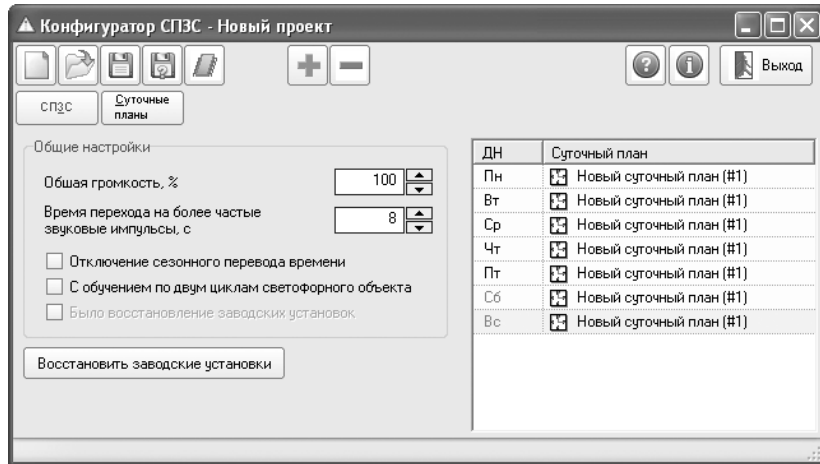 Конфигуратор СПЗС - Новый проект
Выход
СПЗС
Суточные
планы
Общие настройки
Обшая громкость, %
100
Время перехода на более частые
звуковые импульсы, с
8
Отключение сезонного перевода времени
С обучением по двум циклам светофорного объекта
Было восстановление заводских установок
Восстановить заводские установки
ДН Суточный план
Пн Новый суточный план (#1)
Вт Новый суточный план (#1)
Ср Новый суточный план (#1)
Чт Новый суточный план (#1)
Пт Новый суточный план (#1)
Сб Новый суточный план (#1)
Вс Новый суточный план (#1)